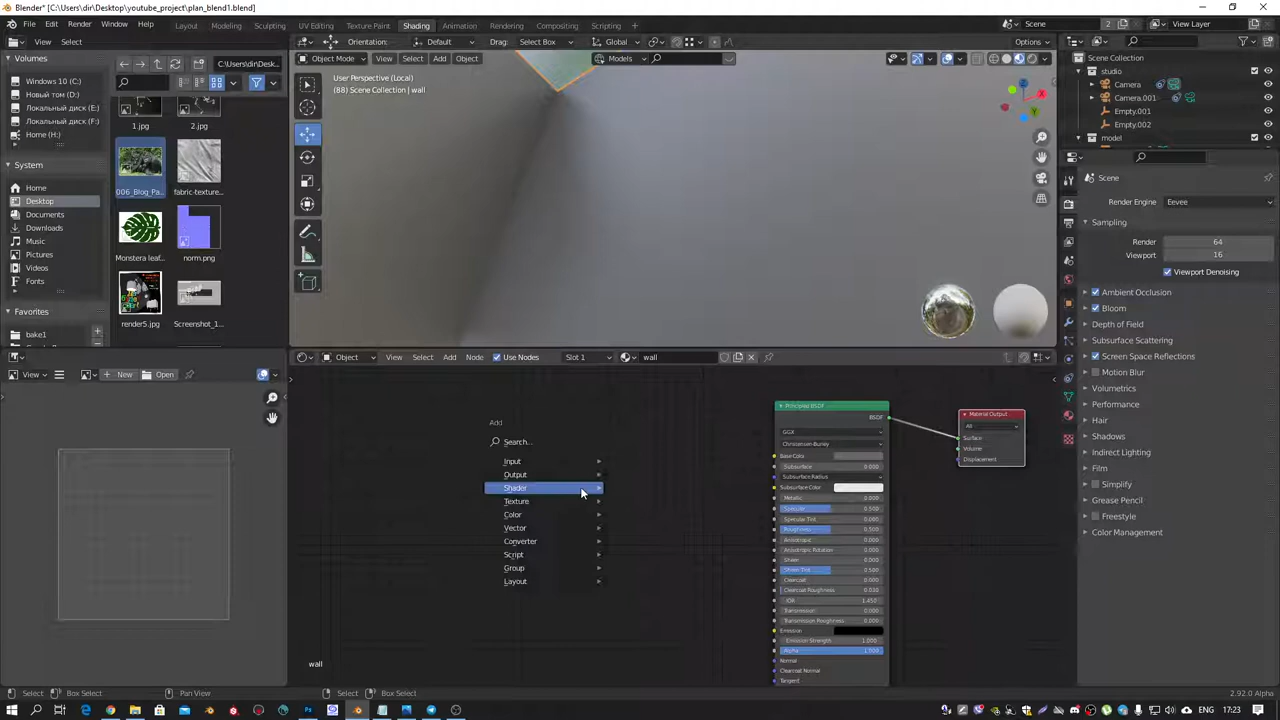 Blender* [C:\Users\dir\Desktop\youtube_project\plan_blend1.blend]
File Edit Render Window Help Layout Modeling Sculpting UV Editing Texture Paint Shading Animation Rendering Compositing Scripting Scene 2 View Layer
View Select
Orientation: Default Drag: Select Box Global Options
Volumes
C:\Users\dir\Desk...
Object Mode View Select Add Object Models
Windows 10 (C:)
Новый том (D:)
Локальный диск (E:)
Локальный диск (F:)
Home (H:)
1.jpg 2.jpg
User Perspective (Local)
(88) Scene Collection | wall
Scene Collection
studio
Camera
Camera.001
Empty.001
Empty.002
model
System
Home
Desktop
Documents
Downloads
Music
Pictures
Videos
Fonts
006_Blog_Pa... fabric-texture...
Monstera leaf... norm.png
render5.jpg Screenshot_1...
Favorites
bake1
Scene
Render Engine Eevee
Sampling
Render 64
Viewport 16
Viewport Denoising
Ambient Occlusion
Bloom
Depth of Field
Subsurface Scattering
Screen Space Reflections
Motion Blur
Volumetrics
Performance
Hair
Shadows
Indirect Lighting
Film
Simplify
Grease Pencil
Freestyle
Color Management
Object View Select Add Node Use Nodes Slot 1 wall
View New Open
Add
Search...
Input
Output
Shader
Texture
Color
Vector
Converter
Script
Group
Layout
Principled BSDF
BSDF
GGX
Christensen-Burley
Base Color
Subsurface 0.000
Subsurface Radius
Subsurface Color
Metallic 0.000
Specular 0.500
Specular Tint 0.000
Roughness 0.500
Anisotropic 0.000
Anisotropic Rotation 0.000
Sheen 0.000
Sheen Tint 0.500
Clearcoat 0.000
Clearcoat Roughness 0.030
IOR 1.450
Transmission 0.000
Transmission Roughness 0.000
Emission
Emission Strength 1.000
Alpha 1.000
Normal
Clearcoat Normal
Tangent
Material Output
All
Surface
Volume
Displacement
wall
Select Box Select Pan View Select Box Select 2.92.0 Alpha
ENG 17:23